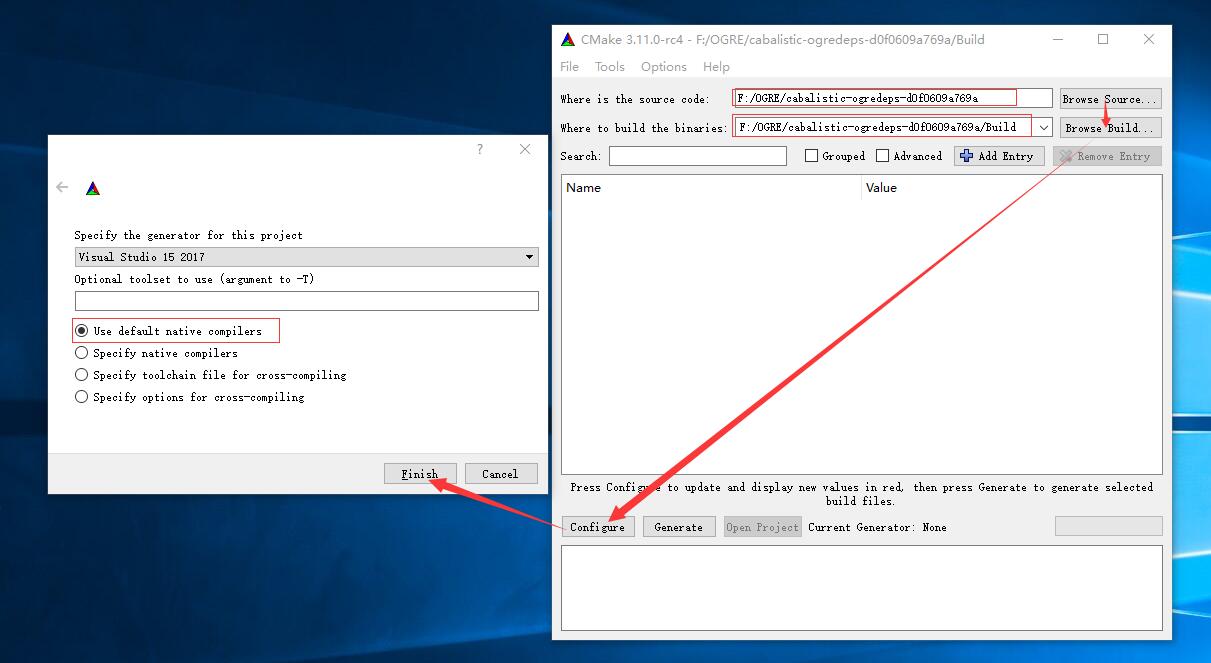 ?
Specify the generator for this project
Visual Studio 15 2017
Optional toolset to use (argument to -T)
Use default native compilers
Specify native compilers
Specify toolchain file for cross-compiling
Specify options for cross-compiling
Finish
Cancel
CMake 3.11.0-rc4 - F:/OGRE/cabalistic-ogredeps-d0f0609a769a/Build
File Tools Options Help
Where is the source code: F:/OGRE/cabalistic-ogredeps-d0f0609a769a Browse Source...
Where to build the binaries: F:/OGRE/cabalistic-ogredeps-d0f0609a769a/Build Browse Build...
Search: Grouped Advanced Add Entry Remove Entry
Name Value
Press Configure to update and display new values in red, then press Generate to generate selected
build files.
Configure Generate Open Project Current Generator: None